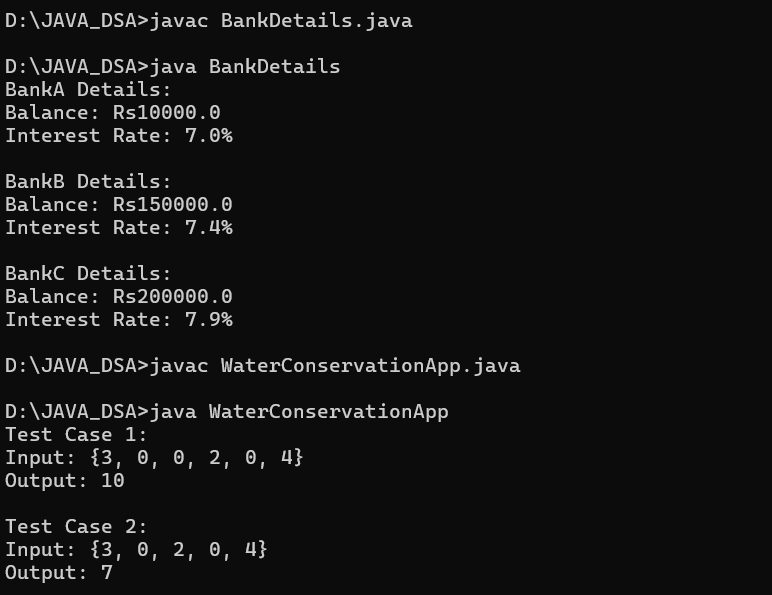 D:\JAVA_DSA>javac BankDetails.java
D:\JAVA_DSA>java BankDetails
BankA Details:
Balance: Rs10000.0
Interest Rate: 7.0%
BankB Details:
Balance: Rs150000.0
Interest Rate: 7.4%
BankC Details:
Balance: Rs200000.0
Interest Rate: 7.9%
D:\JAVA_DSA>javac WaterConservationApp.java
D:\JAVA_DSA>java WaterConservationApp
Test Case 1:
Input: {3, 0, 0, 2, 0, 4}
Output: 10
Test Case 2:
Input: {3, 0, 2, 0, 4}
Output: 7